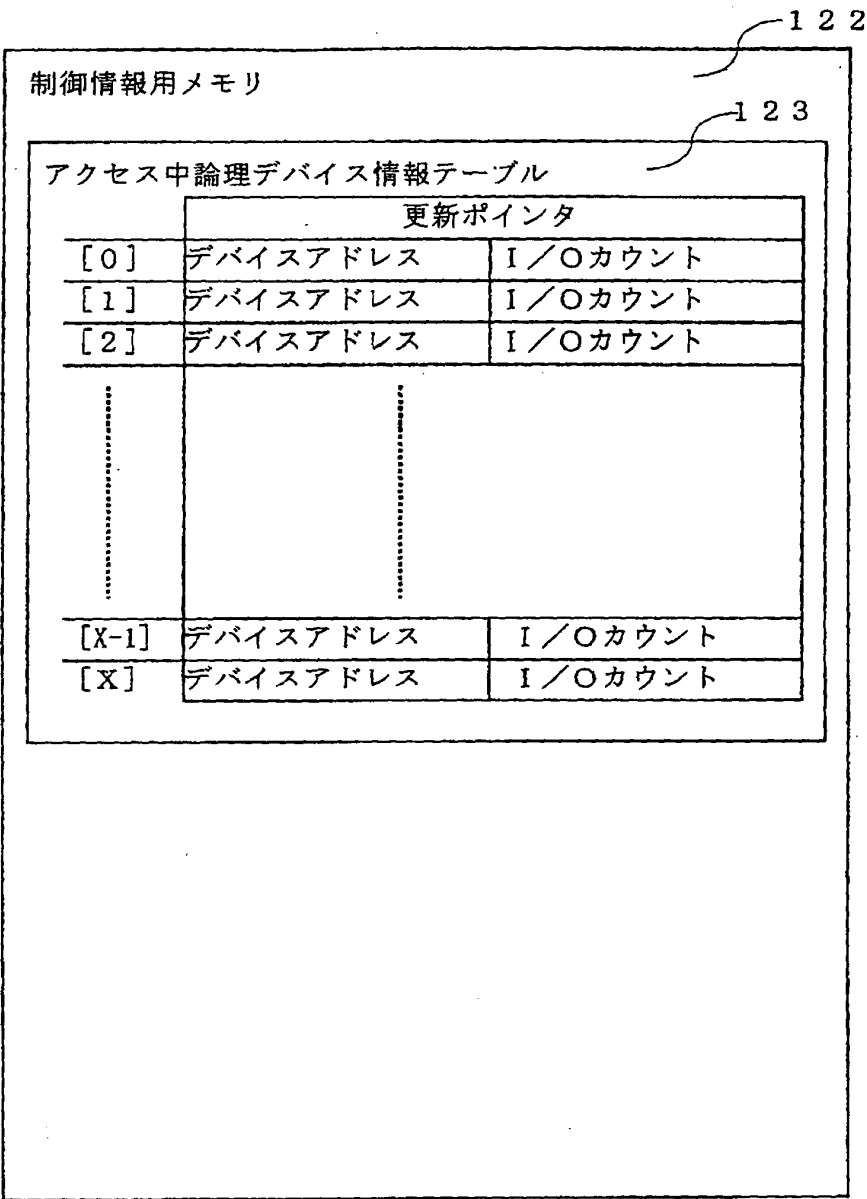 122
制御情報用メモリ
123
アクセス中論理デバイス情報テーブル
更新ポインタ
[0] デバイスアドレス I/Oカウント
[1] デバイスアドレス I/Oカウント
[2] デバイスアドレス I/Oカウント
[X-1] デバイスアドレス I/Oカウント
[X] デバイスアドレス I/Oカウント